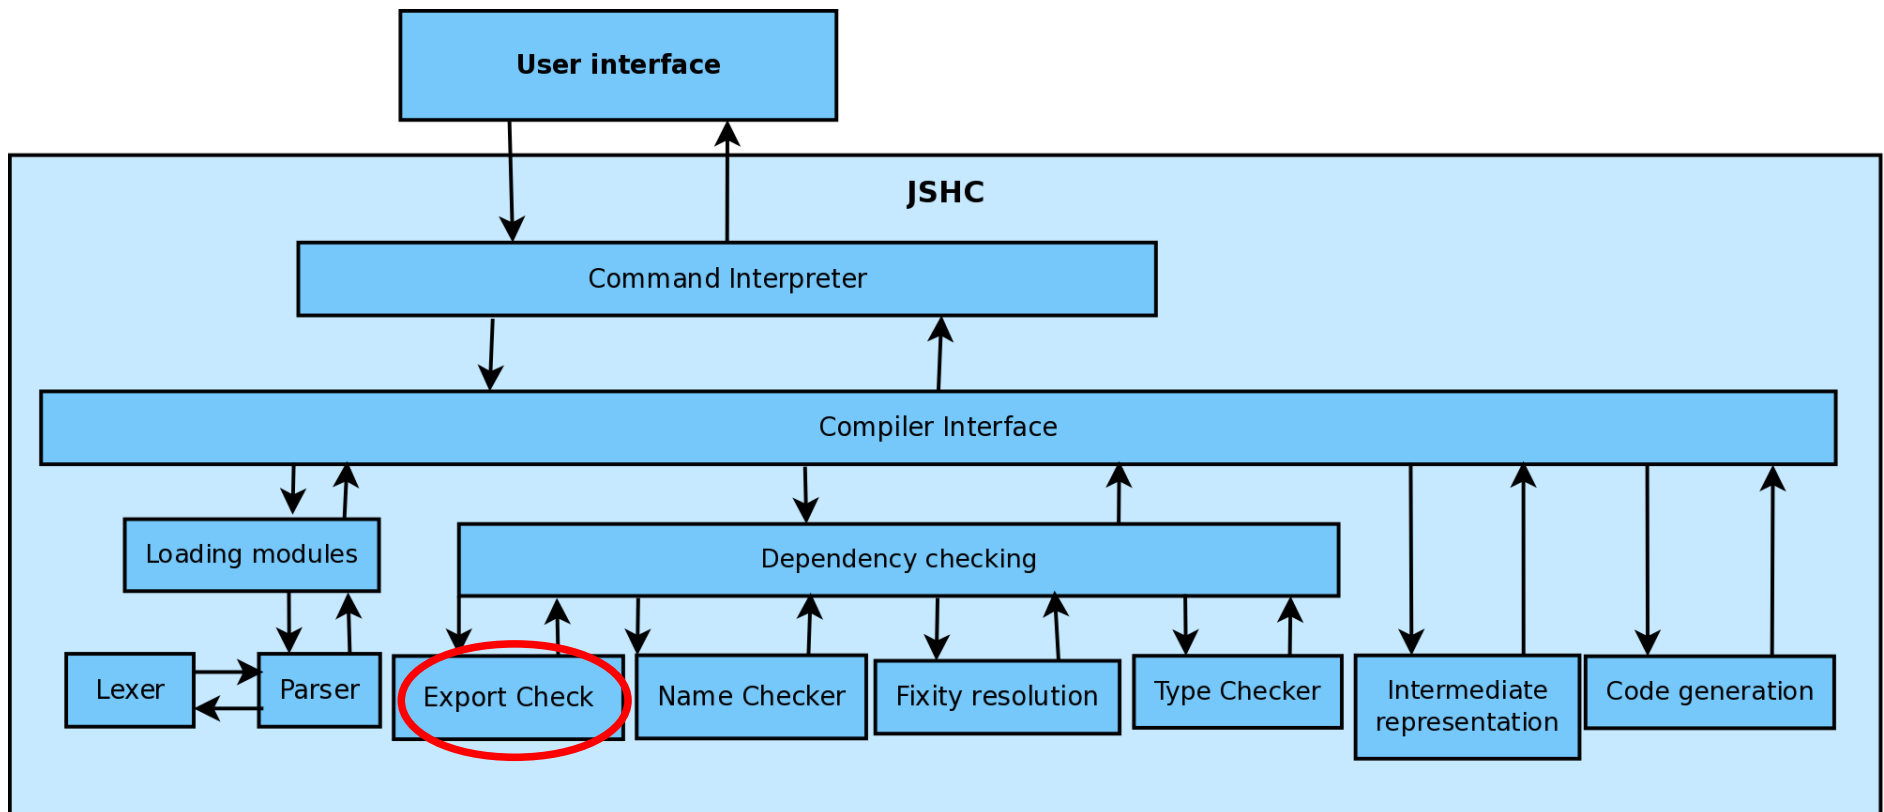 User interface
JSHC
Command Interpreter
Compiler Interface
Loading modules
Dependency checking
Lexer
Parser
Export Check
Name Checker
Fixity resolution
Type Checker
Intermediate
representation
Code generation